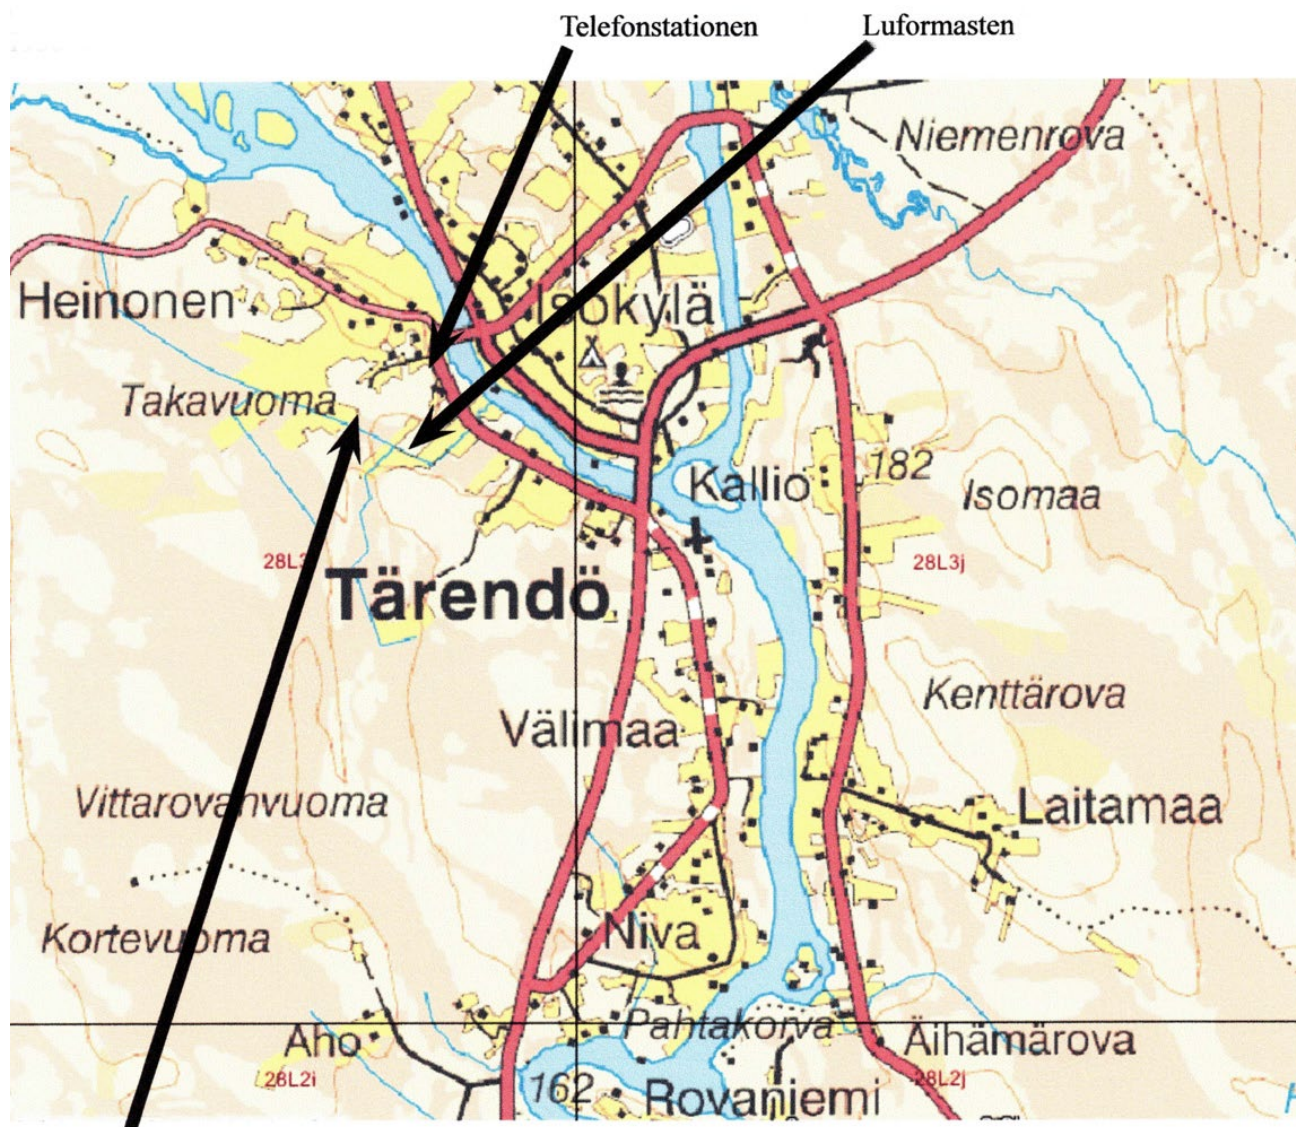 Telefonstationen
Luformasten
Niemenrova
Heinonen
Isokylä
Takavuoma
Kallio
182
Isomaa
28L3j
Tärendö
Kenttärova
Välimaa
Vittarovanvuoma
Laitamaa
Kortevuoma
Niva
Pahtakorva
Aho
Äihämärova
28L2i
162
Rovaniemi
28L2j